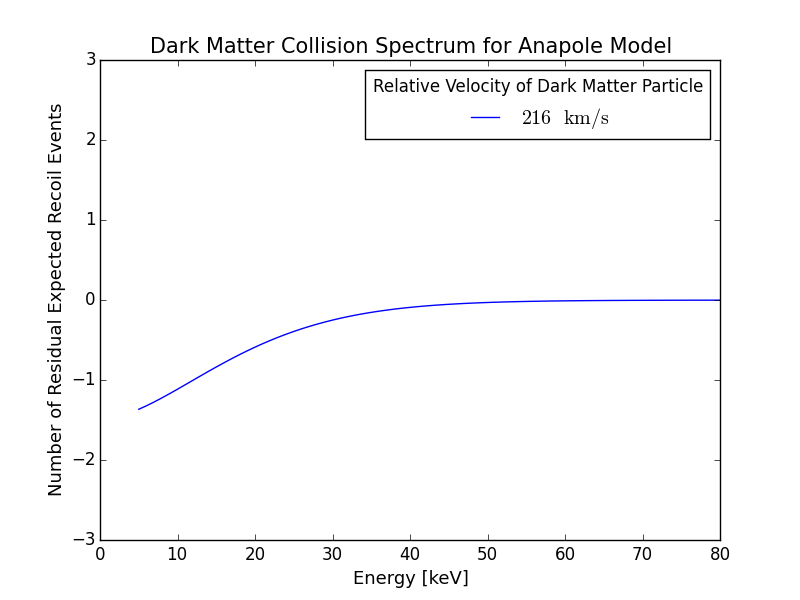 Dark Matter Collision Spectrum for Anapole Model
Relative Velocity of Dark Matter Particle
216 km/s
Number of Residual Expected Recoil Events
3
2
1
0
−1
−2
−3
0 10 20 30 40 50 60 70 80
Energy [keV]